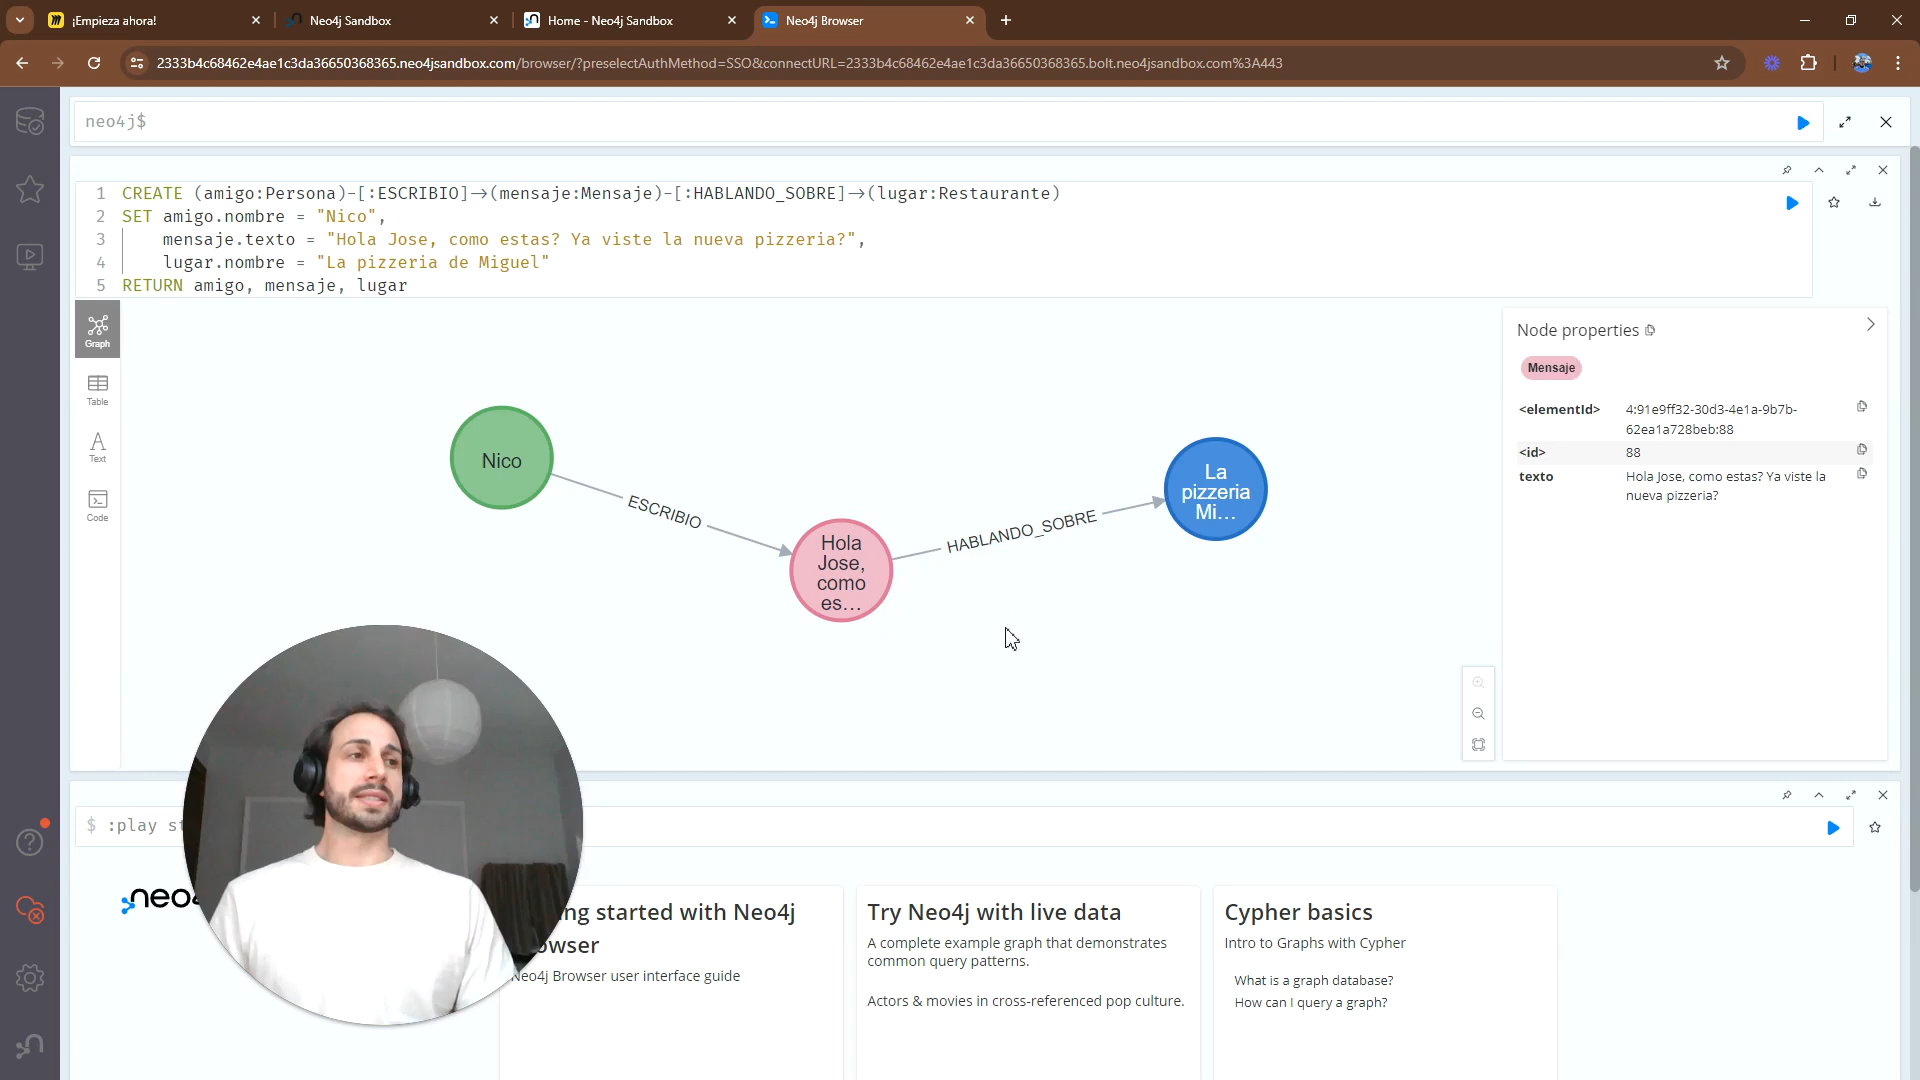 ¡Empieza ahora!
Neo4j Sandbox
Home - Neo4j Sandbox
Neo4j Browser
2333b4c68462e4ae1c3da36650368365.neo4jsandbox.com/browser/?preselectAuthMethod=SSO&connectURL=2333b4c68462e4ae1c3da36650368365.bolt.neo4jsandbox.com%3A443
neo4j$
1 CREATE (amigo:Persona)-[:ESCRIBIO]->(mensaje:Mensaje)-[:HABLANDO_SOBRE]->(lugar:Restaurante)
2 SET amigo.nombre = "Nico",
3 mensaje.texto = "Hola Jose, como estas? Ya viste la nueva pizzeria?",
4 lugar.nombre = "La pizzeria de Miguel"
5 RETURN amigo, mensaje, lugar
Graph
Table
Text
Code
Nico
ESCRIBIO
Hola
Jose,
como
es...
HABLANDO_SOBRE
La
pizzeria
Mi...
Node properties
Mensaje
<elementId> 4:91e9ff32-30d3-4e1a-9b7b-
62ea1a728beb:88
<id> 88
texto Hola Jose, como estas? Ya viste la
nueva pizzeria?
$ :play st
neo4
ng started with Neo4j
owser
Neo4j Browser user interface guide
Try Neo4j with live data
A complete example graph that demonstrates
common query patterns.
Actors & movies in cross-referenced pop culture.
Cypher basics
Intro to Graphs with Cypher
What is a graph database?
How can I query a graph?